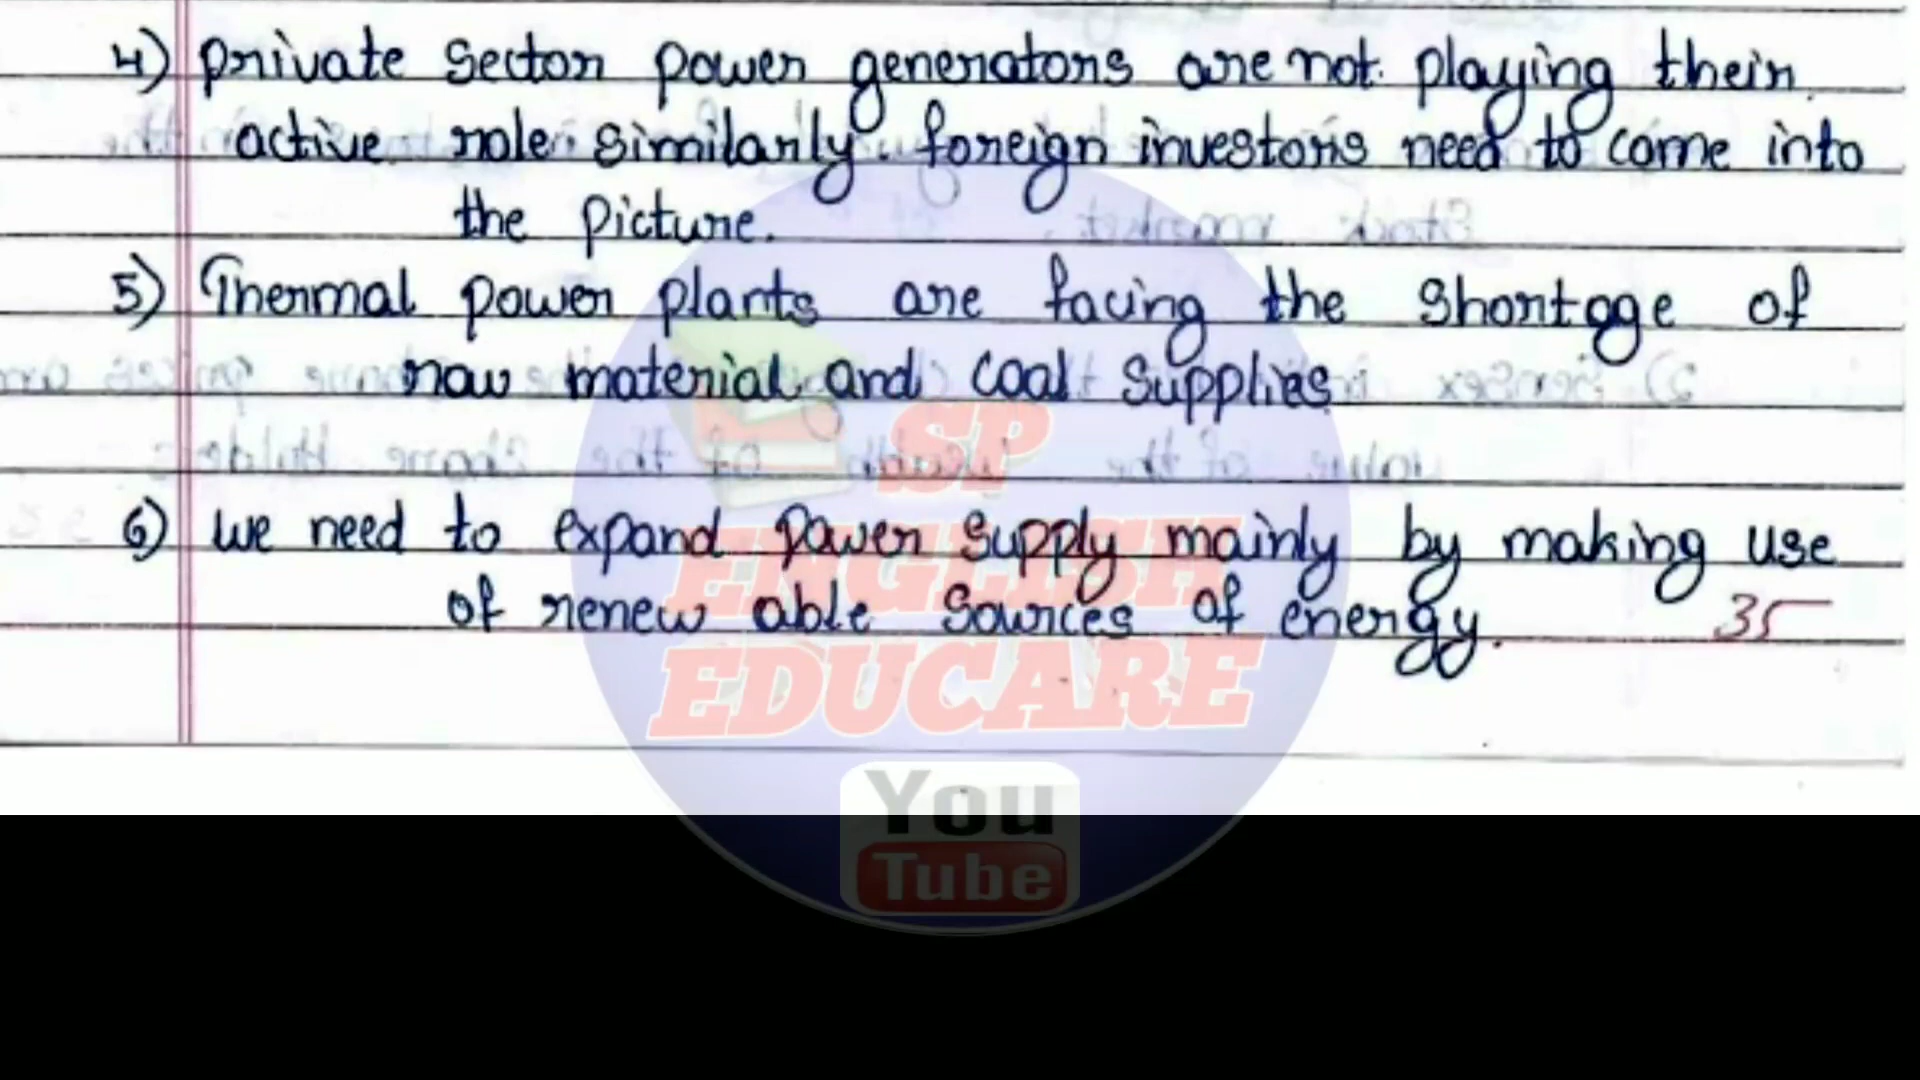 4) private sector power generators are not playing their
active role similarly foreign investors need to come into
the picture.
5) Thermal power plants are facing the shortage of
raw material and coal supplies
6) we need to expand power supply mainly by making use
of renew able sources of energy.
35
SP
ENGLISH
EDUCARE
You
Tube